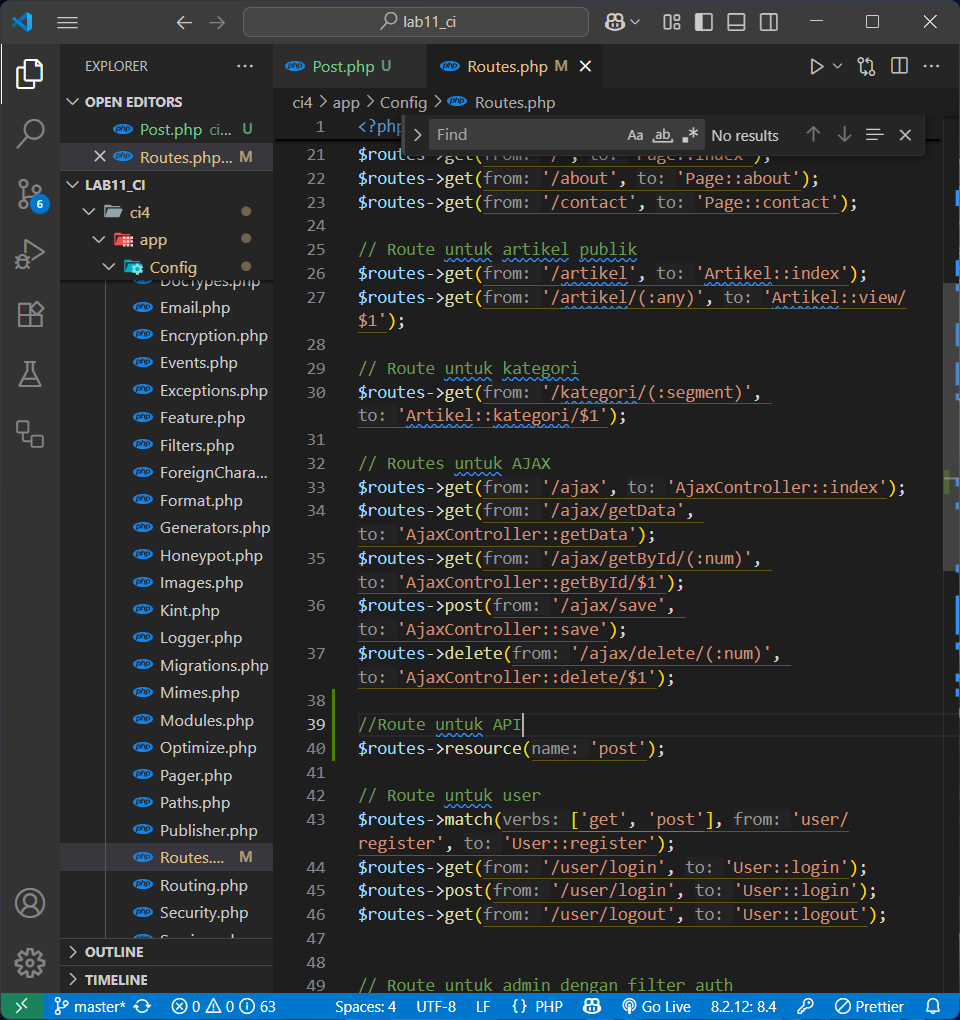 lab11_ci
EXPLORER
Post.php U
Routes.php M
OPEN EDITORS
Post.php ci... U
Routes.php... M
LAB11_CI
ci4
app
Config
DocTypes.php
Email.php
Encryption.php
Events.php
Exceptions.php
Feature.php
Filters.php
ForeignChara...
Format.php
Generators.php
Honeypot.php
Images.php
Kint.php
Logger.php
Migrations.php
Mimes.php
Modules.php
Optimize.php
Pager.php
Paths.php
Publisher.php
Routes.... M
Routing.php
Security.php
OUTLINE
TIMELINE
6
ci4 > app > Config > Routes.php
Find
Aa ab .* No results
1 <?php
21 $routes->get(from: '/', to: 'Page::index');
22 $routes->get(from: '/about', to: 'Page::about');
23 $routes->get(from: '/contact', to: 'Page::contact');
24
25 // Route untuk artikel publik
26 $routes->get(from: '/artikel', to: 'Artikel::index');
27 $routes->get(from: '/artikel/(:any)', to: 'Artikel::view/
$1');
28
29 // Route untuk kategori
30 $routes->get(from: '/kategori/(:segment)',
to: 'Artikel::kategori/$1');
31
32 // Routes untuk AJAX
33 $routes->get(from: '/ajax', to: 'AjaxController::index');
34 $routes->get(from: '/ajax/getData',
to: 'AjaxController::getData');
35 $routes->get(from: '/ajax/getById/(:num)',
to: 'AjaxController::getById/$1');
36 $routes->post(from: '/ajax/save',
to: 'AjaxController::save');
37 $routes->delete(from: '/ajax/delete/(:num)',
to: 'AjaxController::delete/$1');
38
39 //Route untuk API
40 $routes->resource(name: 'post');
41
42 // Route untuk user
43 $routes->match(verbs: ['get', 'post'], from: 'user/
register', to: 'User::register');
44 $routes->get(from: '/user/login', to: 'User::login');
45 $routes->post(from: '/user/login', to: 'User::login');
46 $routes->get(from: '/user/logout', to: 'User::logout');
47
48
49 // Route untuk admin dengan filter auth
master* 0 0 63 Spaces: 4 UTF-8 LF {} PHP Go Live 8.2.12: 8.4 Prettier